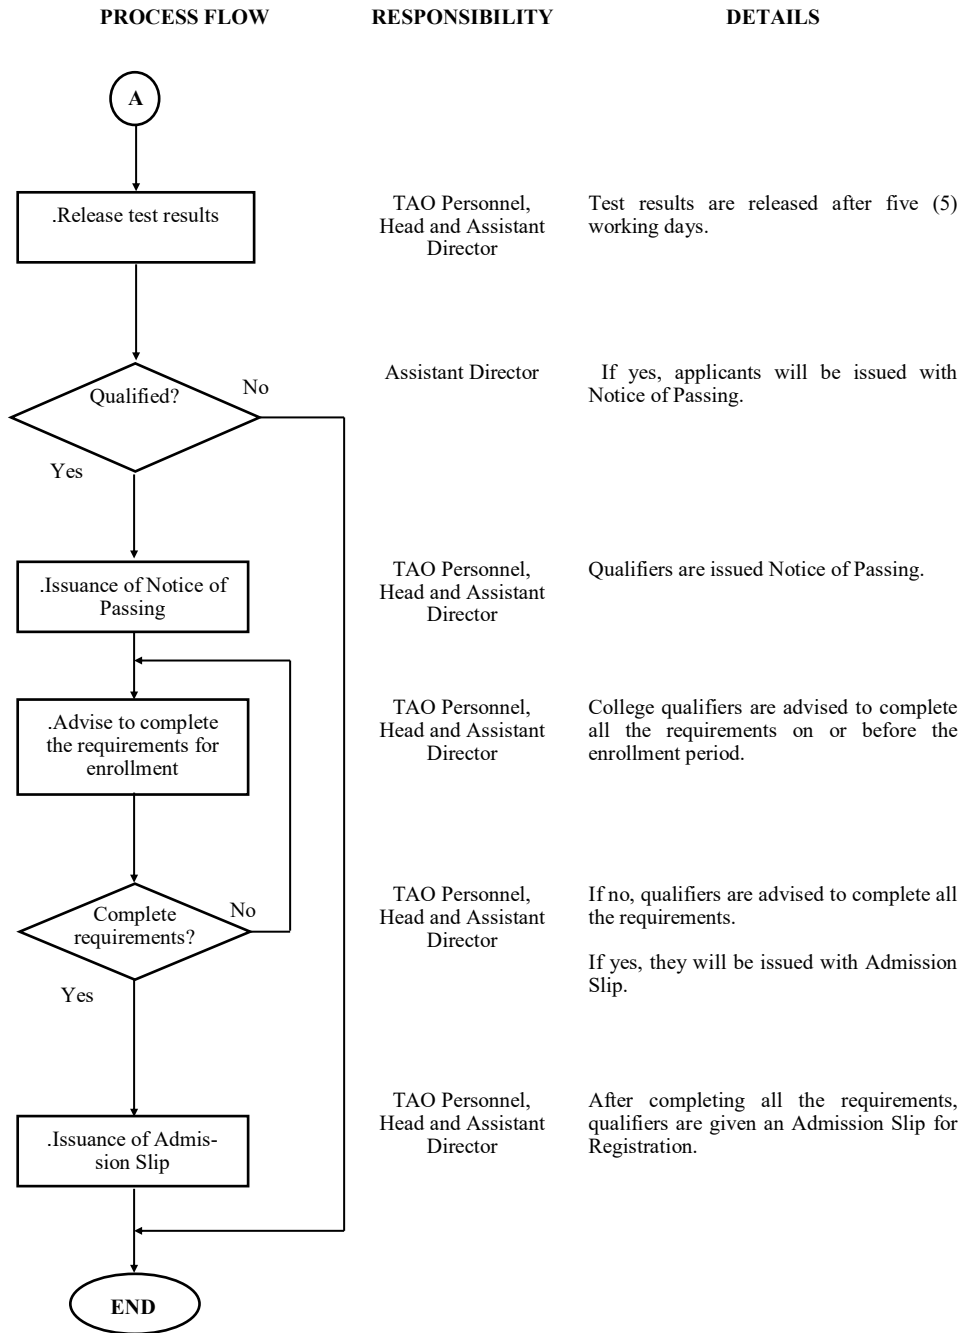 PROCESS FLOW RESPONSIBILITY DETAILS
A
.Release test results
TAO Personnel,
Head and Assistant
Director
Test results are released after five (5)
working days.
Qualified?
No
Yes
Assistant Director
If yes, applicants will be issued with
Notice of Passing.
.Issuance of Notice of
Passing
TAO Personnel,
Head and Assistant
Director
Qualifiers are issued Notice of Passing.
.Advise to complete
the requirements for
enrollment
TAO Personnel,
Head and Assistant
Director
College qualifiers are advised to complete
all the requirements on or before the
enrollment period.
Complete
requirements?
No
Yes
TAO Personnel,
Head and Assistant
Director
If no, qualifiers are advised to complete all
the requirements.
If yes, they will be issued with Admission
Slip.
.Issuance of Admis-
sion Slip
TAO Personnel,
Head and Assistant
Director
After completing all the requirements,
qualifiers are given an Admission Slip for
Registration.
END